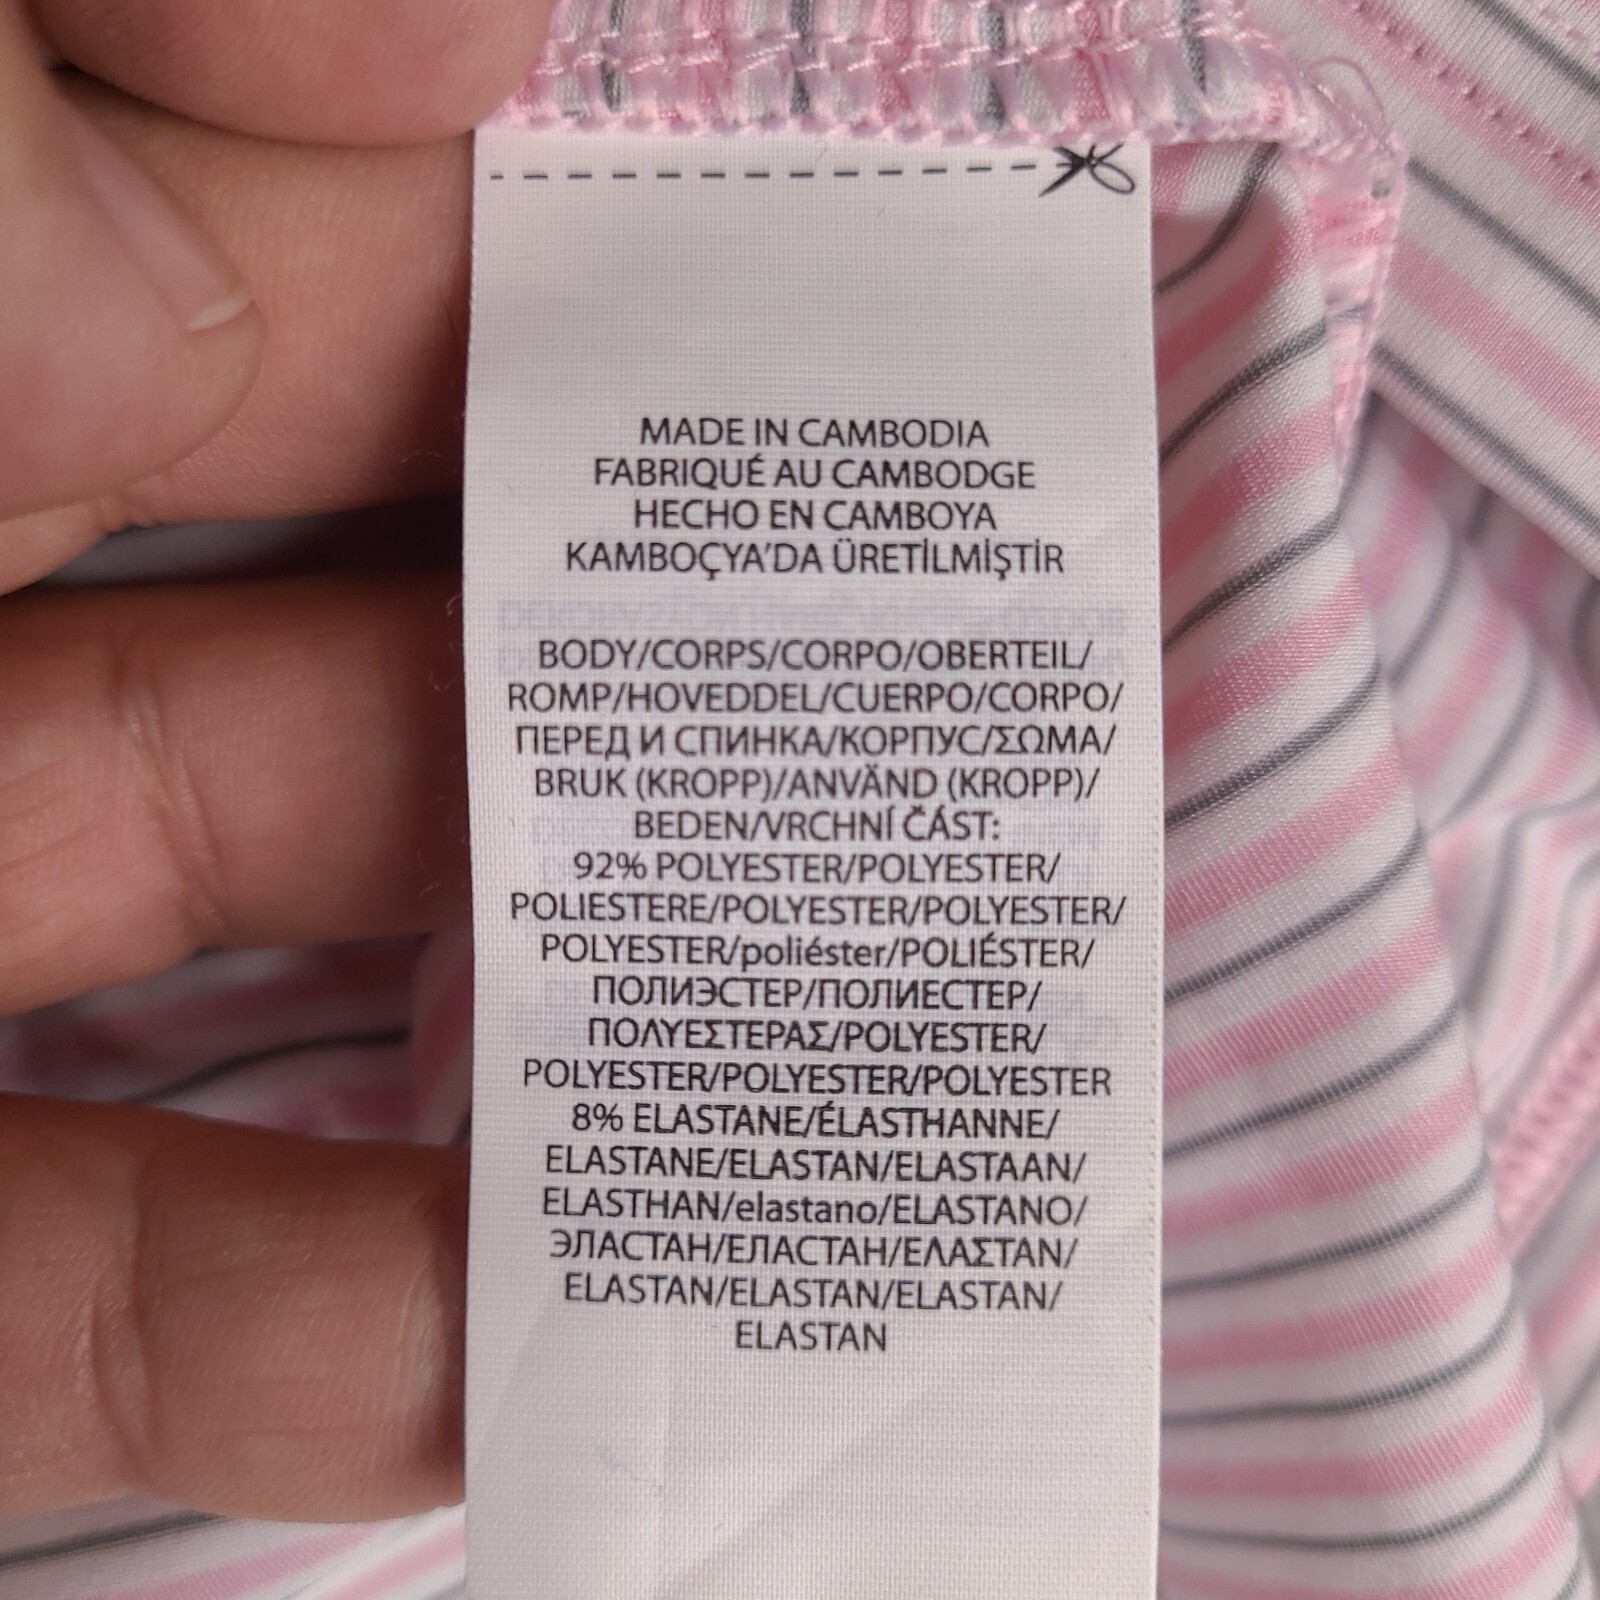 MADE IN CAMBODIA
FABRIQUÉ AU CAMBODGE
HECHO EN CAMBOYA
KAMBOÇYA'DA ÜRETİLMİŞTİR
BODY/CORPS/CORPO/OBERTEIL/
ROMP/HOVEDDEL/CUERPO/CORPO/
ПЕРЕД И СПИНКА/КОРПУС/ΣΩΜΑ/
BRUK (KROPP)/ANVÄND (KROPP)/
BEDEN/VRCHNÍ ČÁST:
92% POLYESTER/POLYESTER/
POLIESTERE/POLYESTER/POLYESTER/
POLYESTER/poliéster/POLIÉSTER/
ПОЛИЭСТЕР/ПОЛИЕСТЕР/
ΠΟΛΥΕΣΤΕΡΑΣ/POLYESTER/
POLYESTER/POLYESTER/POLYESTER
8% ELASTANE/ÉLASTHANNE/
ELASTANE/ELASTAN/ELASTAAN/
ELASTHAN/elastano/ELASTANO/
ЭЛАСТАН/ЕЛАСТАН/ΕΛΑΣΤΑΝ/
ELASTAN/ELASTAN/ELASTAN/
ELASTAN